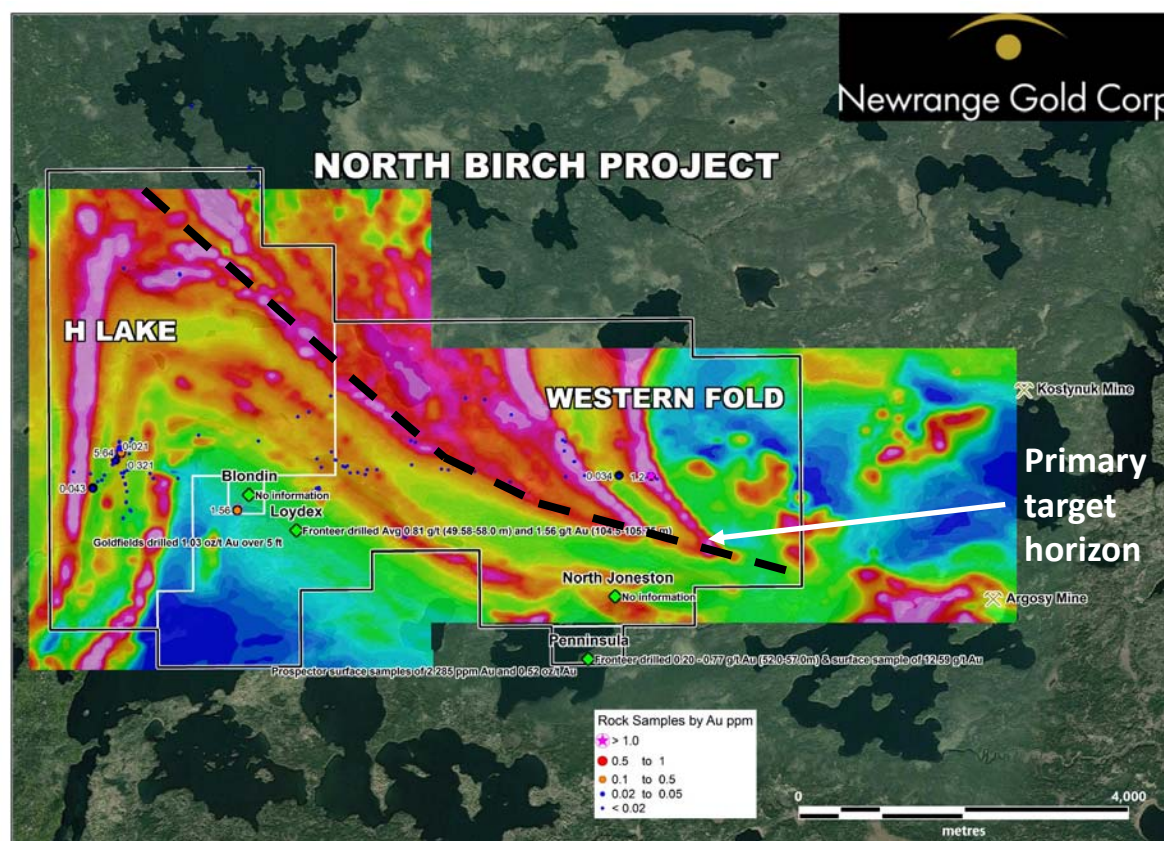 Newrange Gold Corp
NORTH BIRCH PROJECT
H LAKE
WESTERN FOLD
Kostynuk Mine
5.64
0.021
0.321
0.043
0.034
1.2
Primary
target
horizon
Blondin
No information
1.56
Loydex
Fronteer drilled Avg 0.81 g/t (49.58-58.0 m) and 1.56 g/t Au (104.5-105.75 m)
Goldfields drilled 1.03 oz/t Au over 5 ft
North Joneston
No information
Argosy Mine
Penninsula
Fronteer drilled 0.20 - 0.77 g/t Au (52.0-57.0m) & surface sample of 12.59 g/t Au
Prospector surface samples of 2.285 ppm Au and 0.52 oz/t Au
Rock Samples by Au ppm
> 1.0
0.5 to 1
0.1 to 0.5
0.02 to 0.05
< 0.02
0 4,000
metres